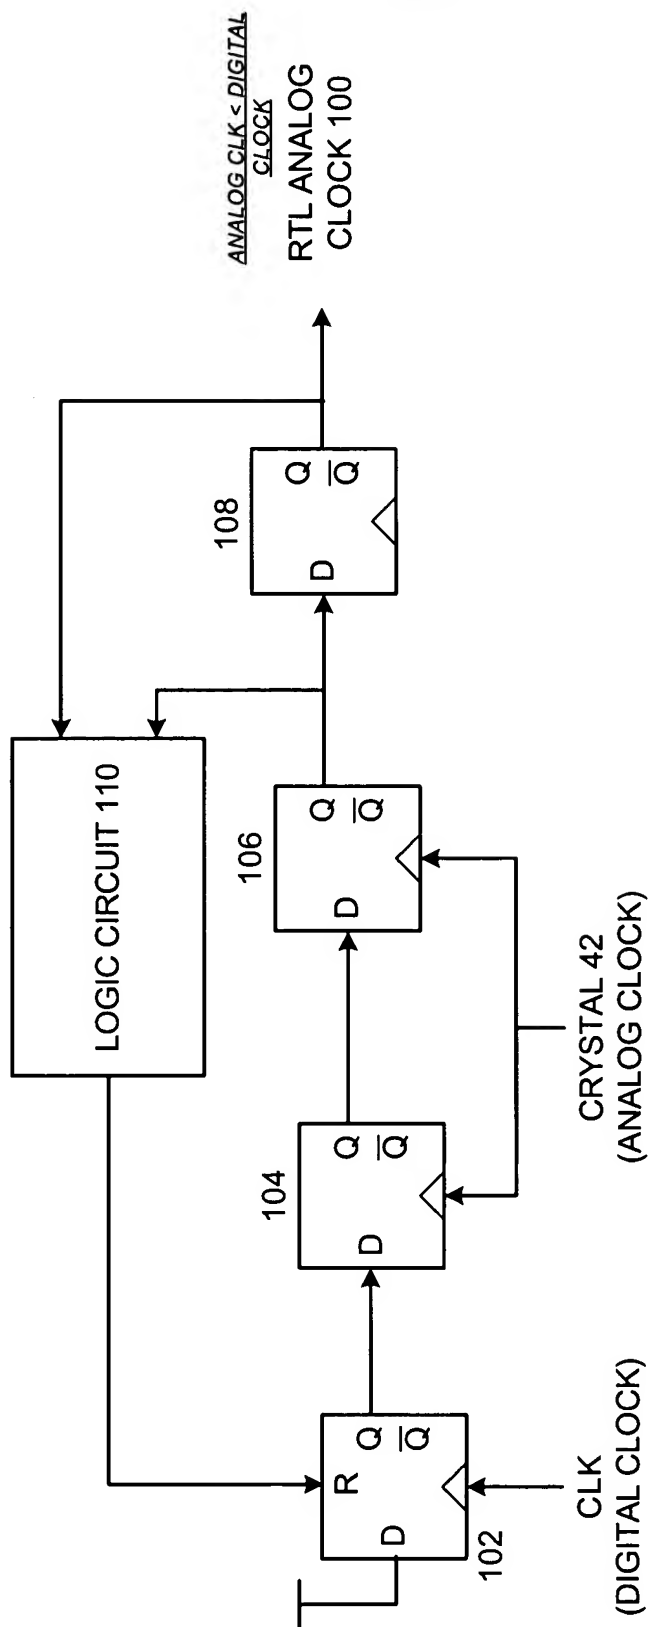 ANALOG CLK < DIGITAL
CLOCK
RTL ANALOG
CLOCK 100
LOGIC CIRCUIT 110
102
R
D
Q
Q
CLK
(DIGITAL CLOCK)
104
D
Q
Q
106
D
Q
Q
CRYSTAL 42
(ANALOG CLOCK)
108
D
Q
Q